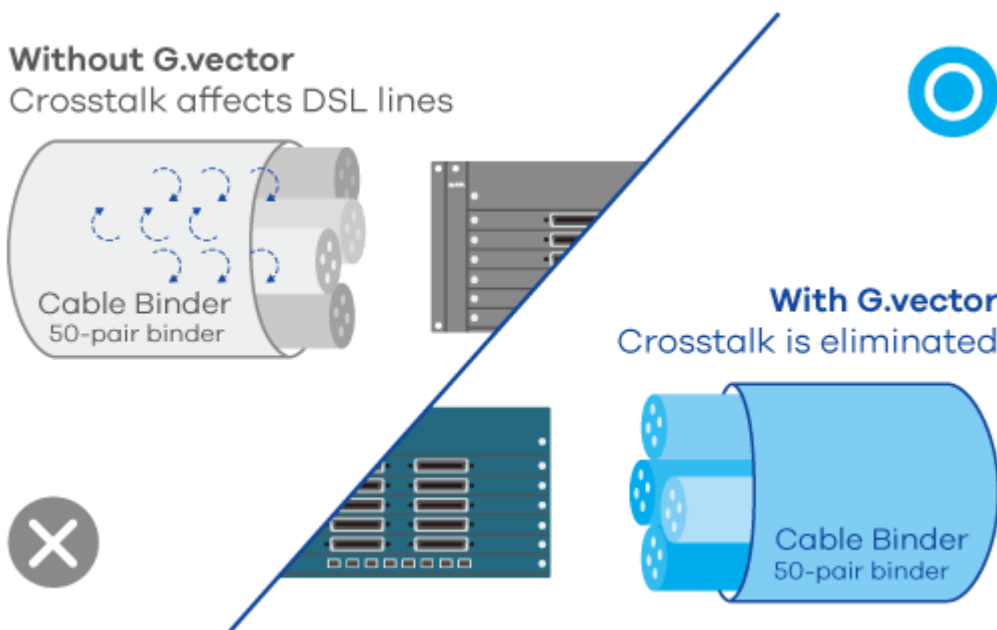 Without G.vector
Crosstalk affects DSL lines
Cable Binder
50-pair binder
With G.vector
Crosstalk is eliminated
Cable Binder
50-pair binder